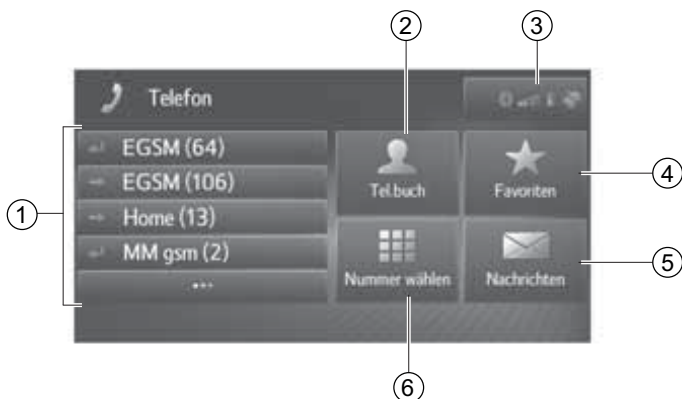 2
3
Telefon
EGSM (64)
EGSM (106)
Home (13)
MM gsm (2)
...
1
Tel.buch
Favoriten
4
Nummer wählen
Nachrichten
5
6